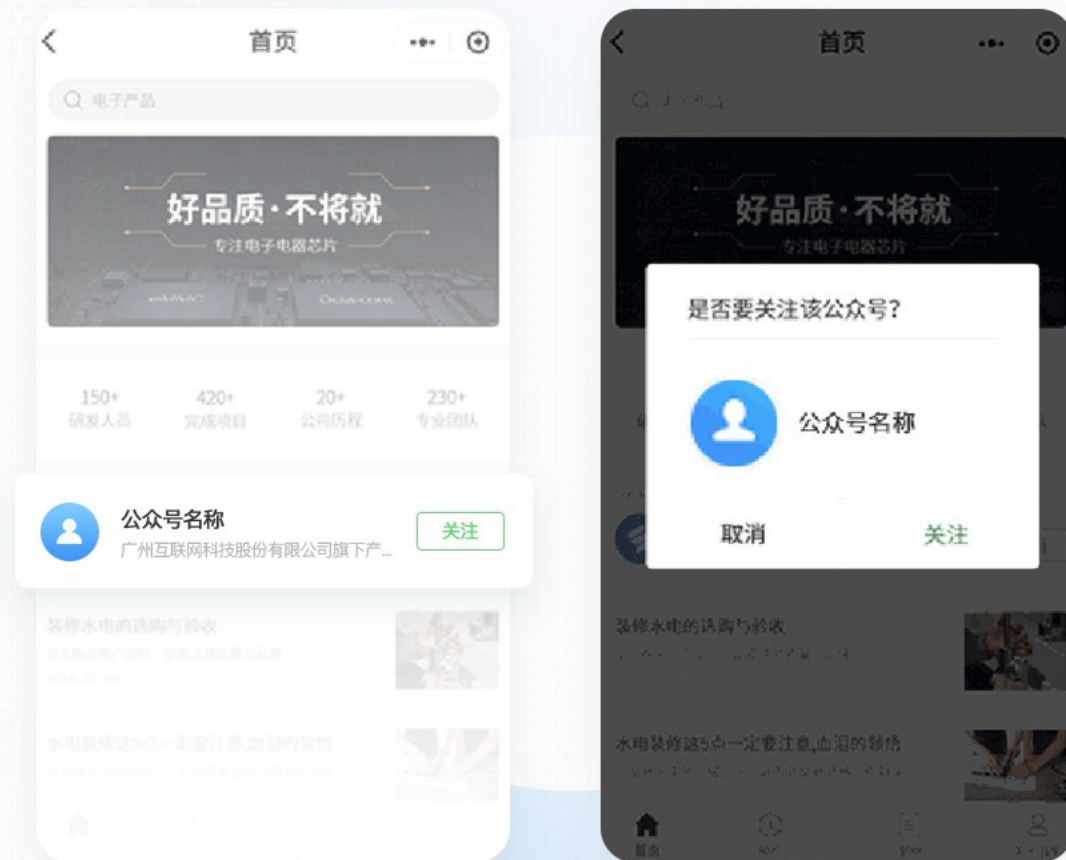 首页
电子产品
好品质·不将就
专注电子电器芯片
eMMC
150+
420+
20+
230+
研发人员
完成项目
公司历程
专业团队
公众号名称
广州互联网科技股份有限公司旗下产...
关注
装修水电的选购与验收
水电装修这5点一定要注意,血泪的领悟
首页
好品质·不将就
专注电子电器芯片
是否要关注该公众号?
公众号名称
取消
关注
装修水电的选购与验收
水电装修这5点一定要注意,血泪的领悟
首页